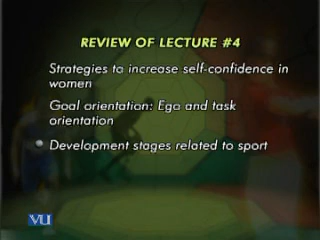 REVIEW OF LECTURE #4
Strategies to increase self-confidence in
women
Goal orientation: Ego and task
orientation
Development stages related to sport
VU